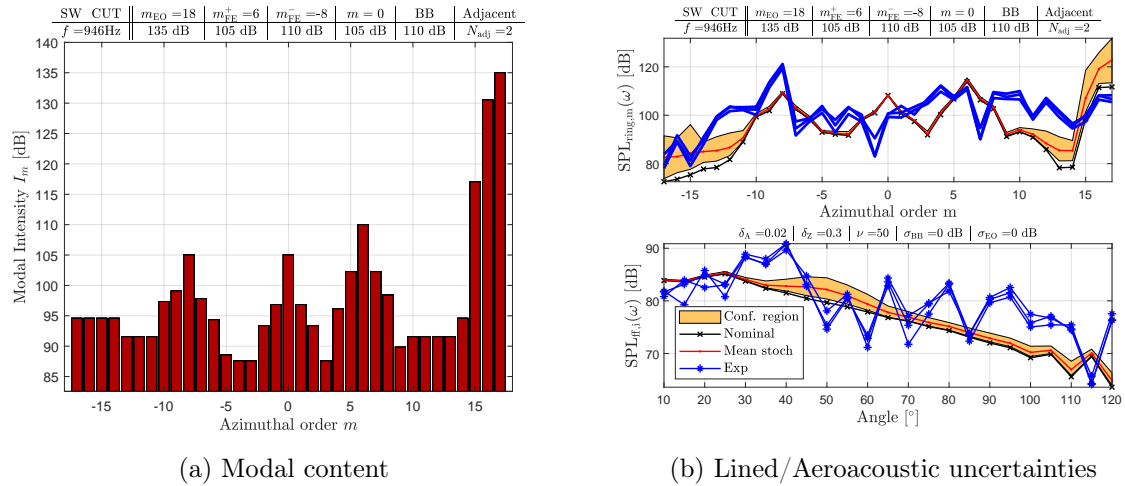 SW CUT m_EO =18 m⁺_FE =6 m⁻_FE =-8 m = 0 BB Adjacent
f =946Hz 135 dB 105 dB 110 dB 105 dB 110 dB N_adj =2
140
135
130
125
120
115
110
105
100
95
90
85
Modal Intensity I_m [dB]
-15 -10 -5 0 5 10 15
Azimuthal order m
(a) Modal content
SW CUT m_EO =18 m⁺_FE =6 m⁻_FE =-8 m = 0 BB Adjacent
f =946Hz 135 dB 105 dB 110 dB 105 dB 110 dB N_adj =2
120
100
80
SPL_ring,m(ω) [dB]
-15 -10 -5 0 5 10 15
Azimuthal order m
δ_A =0.02 δ_Z =0.3 ν =50 σ_BB =0 dB σ_EO =0 dB
90
80
70
SPL_ff,i(ω) [dB]
Conf. region
Nominal
Mean stoch
Exp
10 20 30 40 50 60 70 80 90 100 110 120
Angle [°]
(b) Lined/Aeroacoustic uncertainties